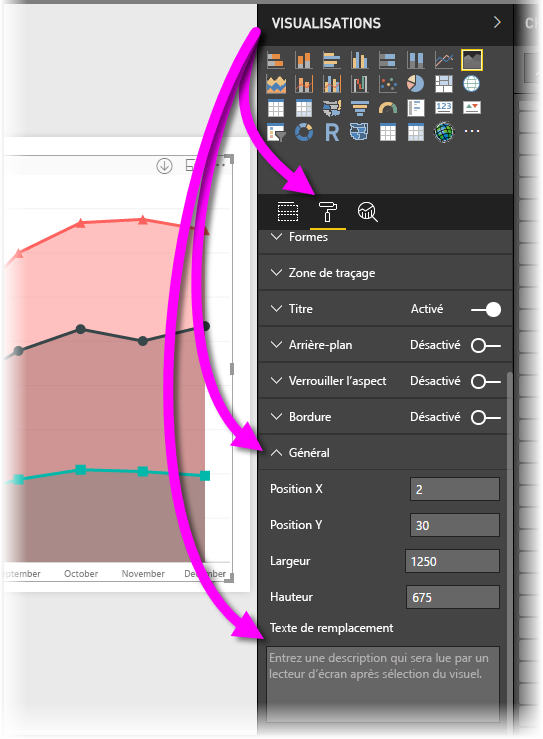 VISUALISATIONS
R
123
Formes
Zone de traçage
Titre Activé
Arrière-plan Désactivé
Verrouiller l'aspect Désactivé
Bordure Désactivé
Général
Position X 2
Position Y 30
Largeur 1250
Hauteur 675
Texte de remplacement
Entrez une description qui sera lue par un
lecteur d'écran après sélection du visuel.
October November December